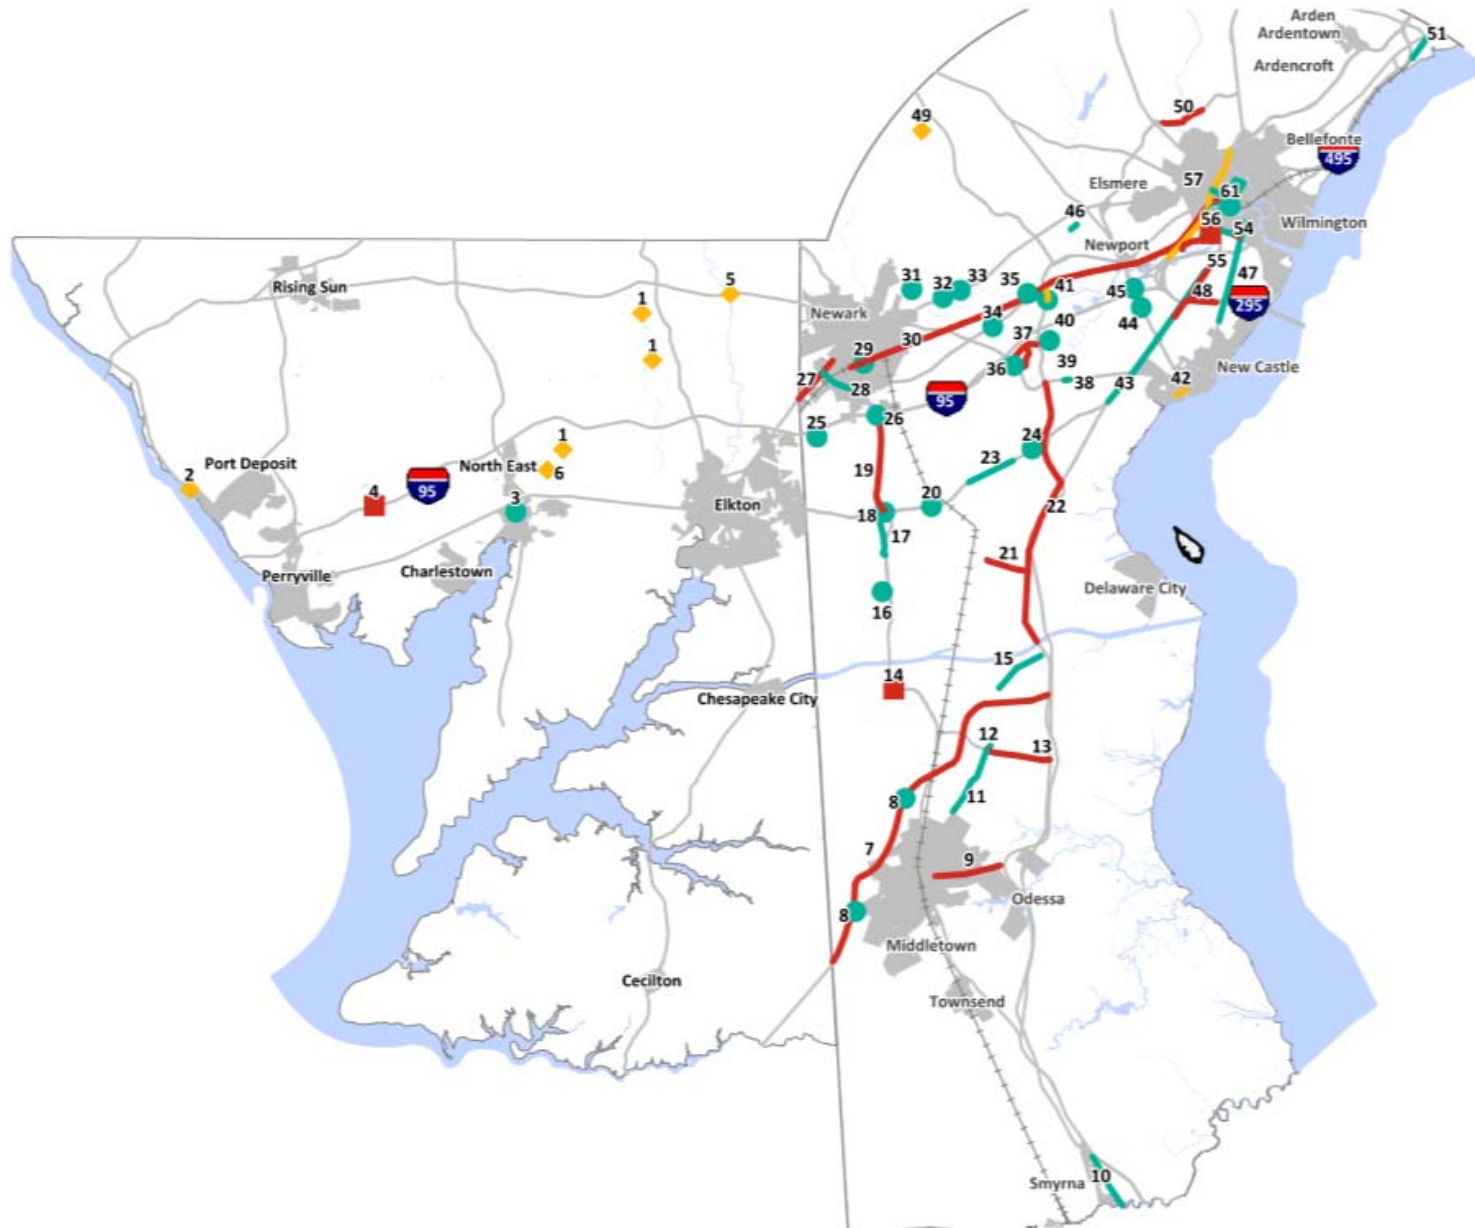 Arden
Ardentown
51
Ardencroft
50
49
Bellefonte
495
57
Elsmere
61
46
56
Wilmington
54
Newport
55
47
5
31
32
33
35
41
45
48
295
Rising Sun
1
Newark
34
40
44
30
37
1
29
39
36
New Castle
27
38
43
42
28
95
25
26
24
1
Port Deposit
North East
6
23
2
95
19
4
3
Elkton
20
22
18
17
21
Perryville
Charlestown
Delaware City
16
15
14
Chesapeake City
12
13
8
11
7
9
Odessa
8
Middletown
Cecilton
Townsend
10
Smyrna